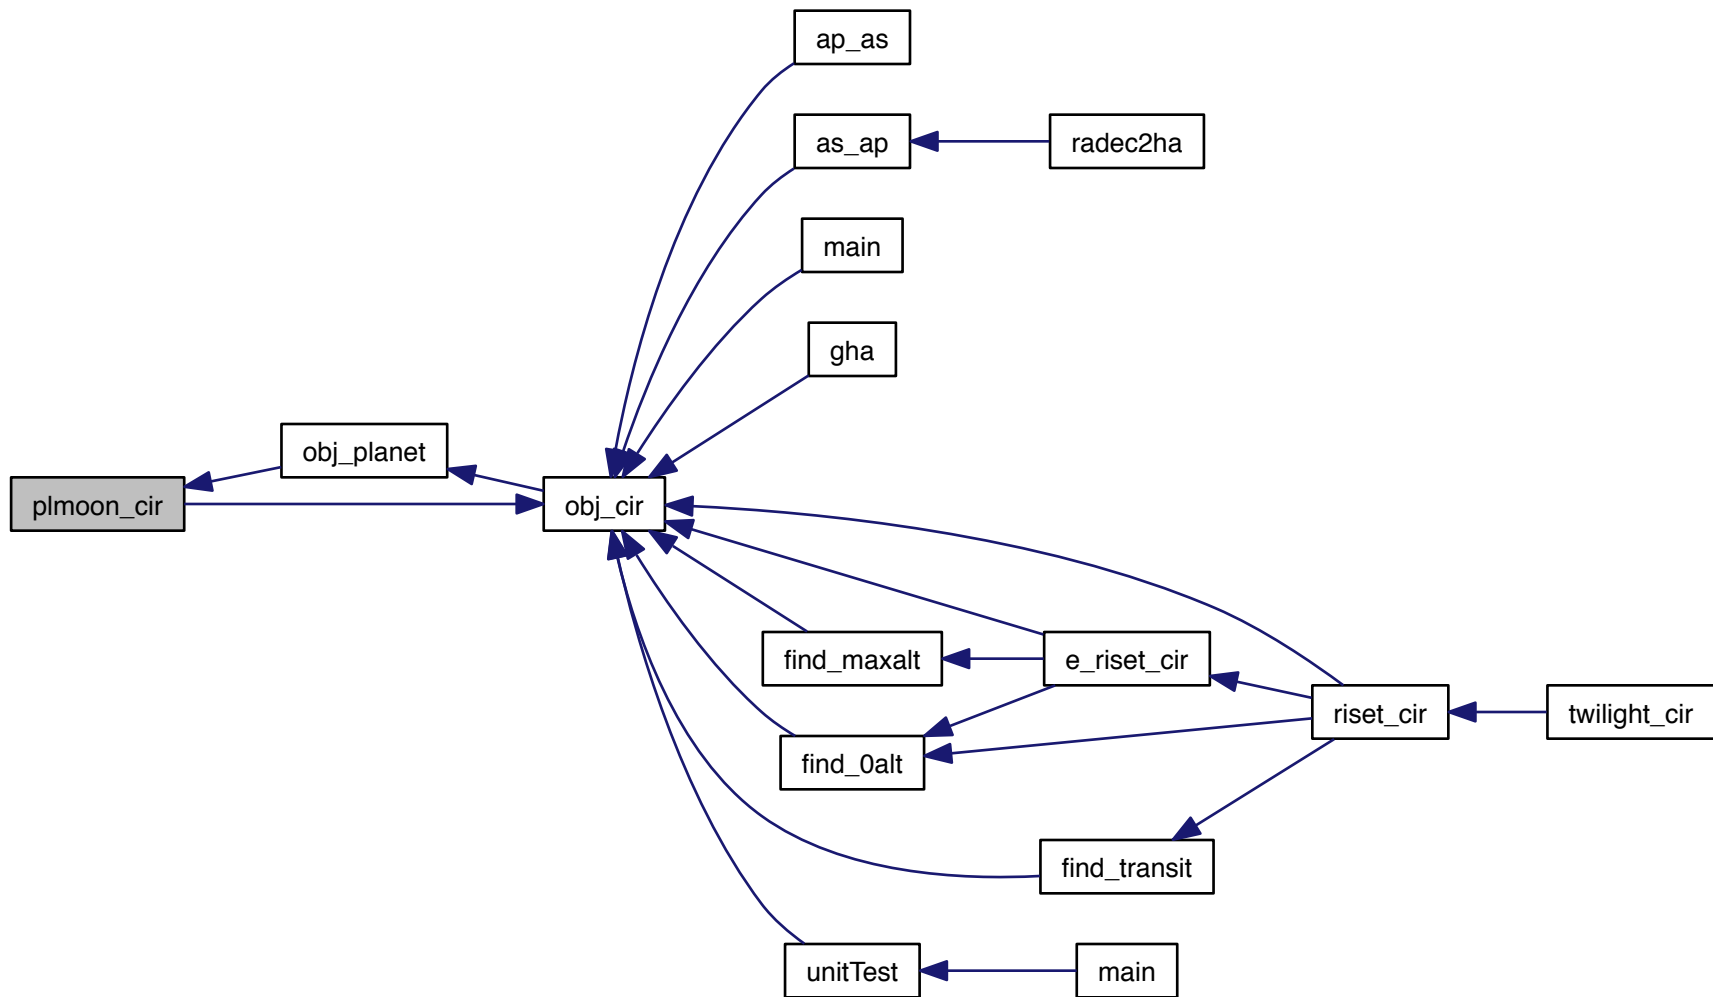 ap_as
as_ap
radec2ha
main
gha
obj_planet
plmoon_cir
obj_cir
find_maxalt
e_riset_cir
riset_cir
twilight_cir
find_0alt
find_transit
unitTest
main